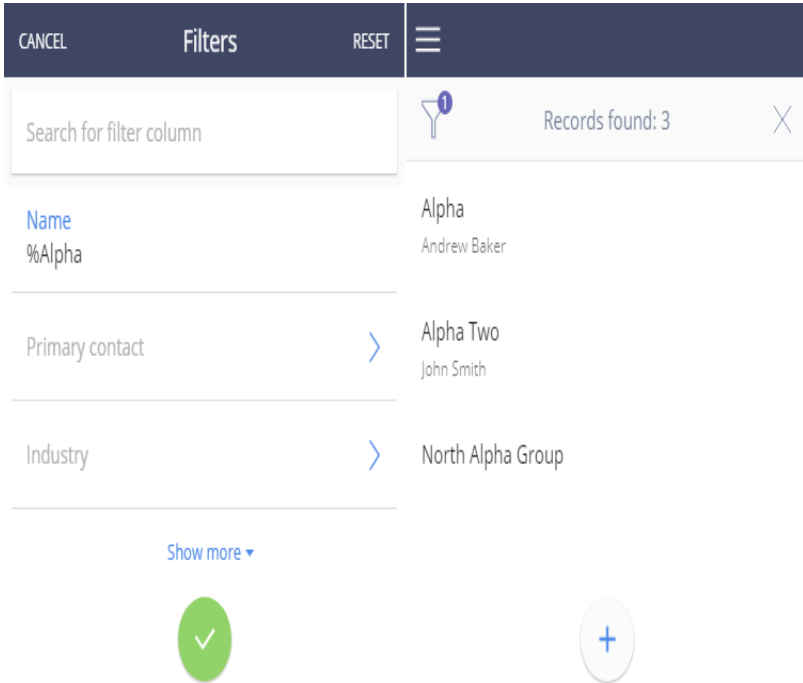 CANCEL Filters RESET
Search for filter column
Name
%Alpha
Primary contact
Industry
Show more
1
Records found: 3
Alpha
Andrew Baker
Alpha Two
John Smith
North Alpha Group